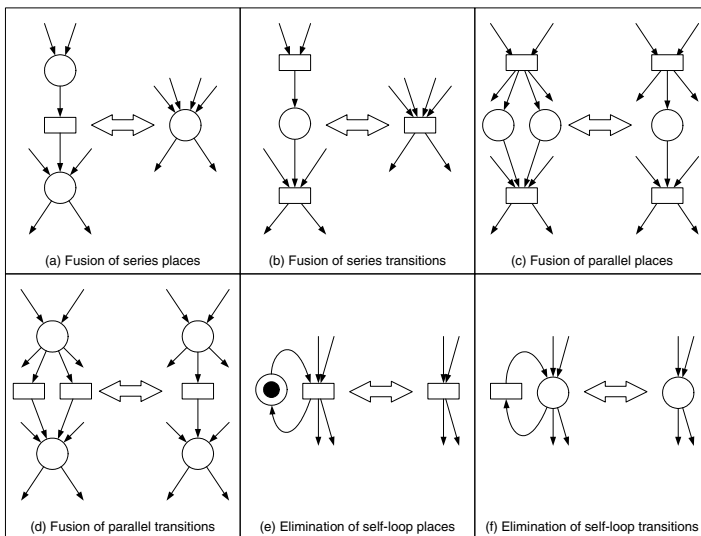 (a) Fusion of series places
(b) Fusion of series transitions
(c) Fusion of parallel places
(d) Fusion of parallel transitions
(e) Elimination of self-loop places
(f) Elimination of self-loop transitions